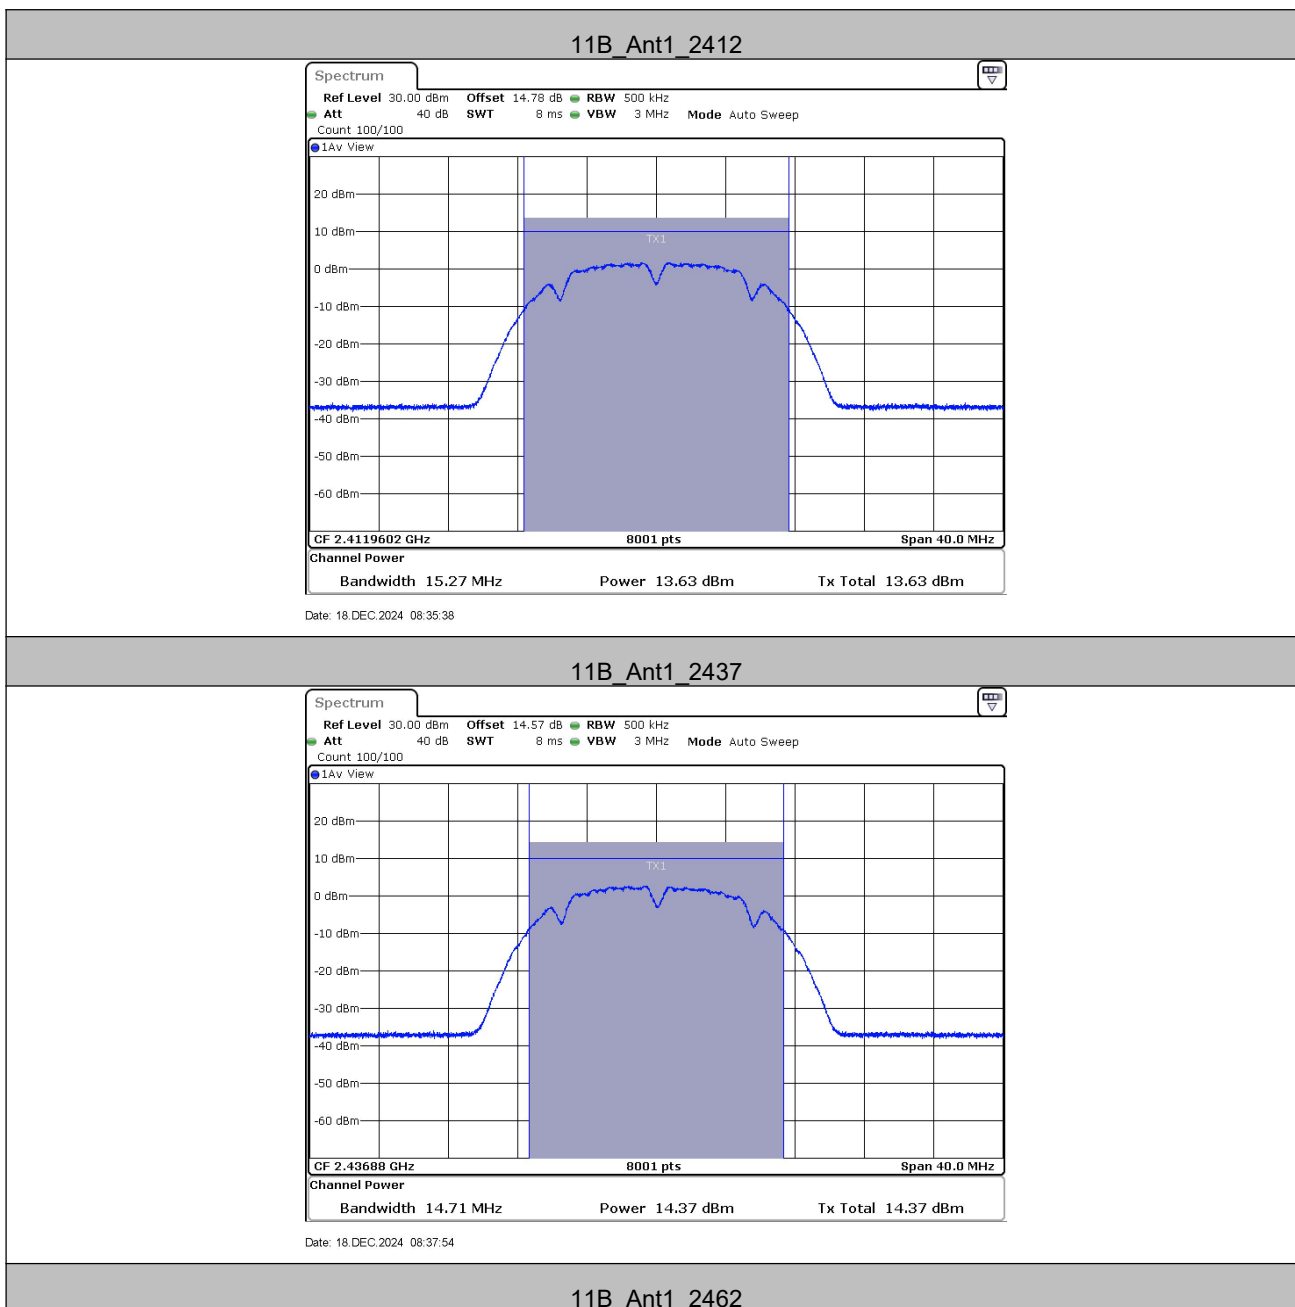 11B_Ant1_2412
Spectrum
Ref Level 30.00 dBm Offset 14.78 dB RBW 500 kHz
Att 40 dB SWT 8 ms VBW 3 MHz Mode Auto Sweep
Count 100/100
1Av View
20 dBm
10 dBm
TX1
0 dBm
-10 dBm
-20 dBm
-30 dBm
-40 dBm
-50 dBm
-60 dBm
CF 2.4119602 GHz 8001 pts Span 40.0 MHz
Channel Power
Bandwidth 15.27 MHz Power 13.63 dBm Tx Total 13.63 dBm
Date: 18.DEC.2024 08:35:38
11B_Ant1_2437
Spectrum
Ref Level 30.00 dBm Offset 14.57 dB RBW 500 kHz
Att 40 dB SWT 8 ms VBW 3 MHz Mode Auto Sweep
Count 100/100
1Av View
20 dBm
10 dBm
TX1
0 dBm
-10 dBm
-20 dBm
-30 dBm
-40 dBm
-50 dBm
-60 dBm
CF 2.43688 GHz 8001 pts Span 40.0 MHz
Channel Power
Bandwidth 14.71 MHz Power 14.37 dBm Tx Total 14.37 dBm
Date: 18.DEC.2024 08:37:54
11B_Ant1_2462